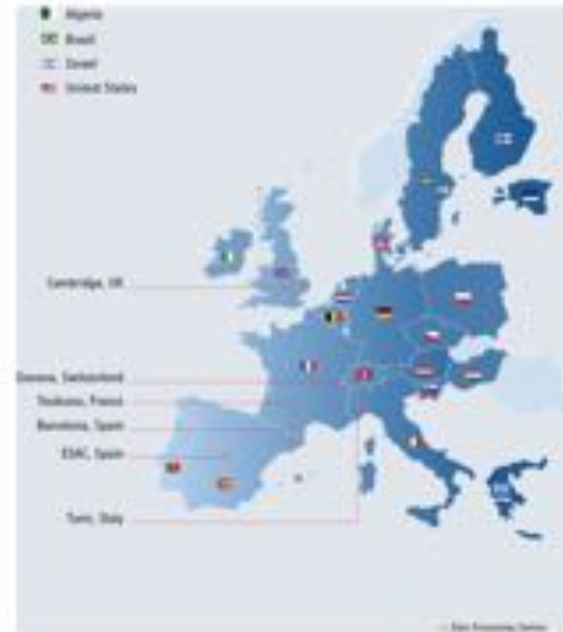 Algeria
Brazil
Israel
United States
Cambridge, UK
Geneva, Switzerland
Toulouse, France
Barcelona, Spain
ESAC, Spain
Turin, Italy
Data Processing Centres